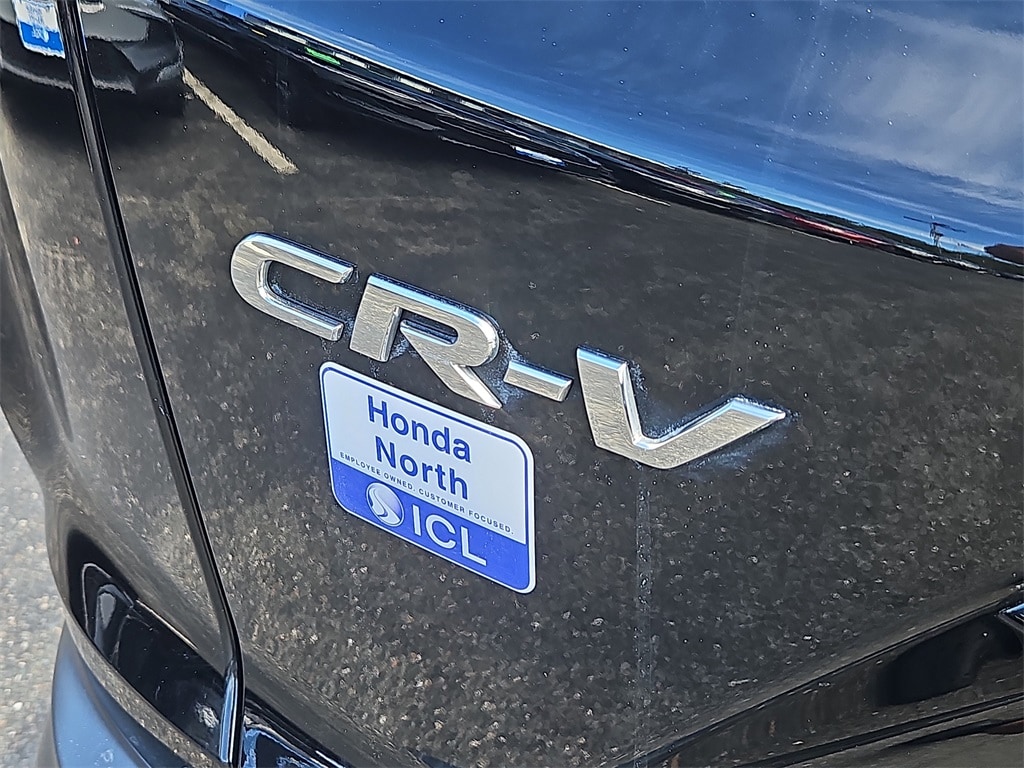 CR-V
Honda
North
EMPLOYEE OWNED. CUSTOMER FOCUSED.
ICL